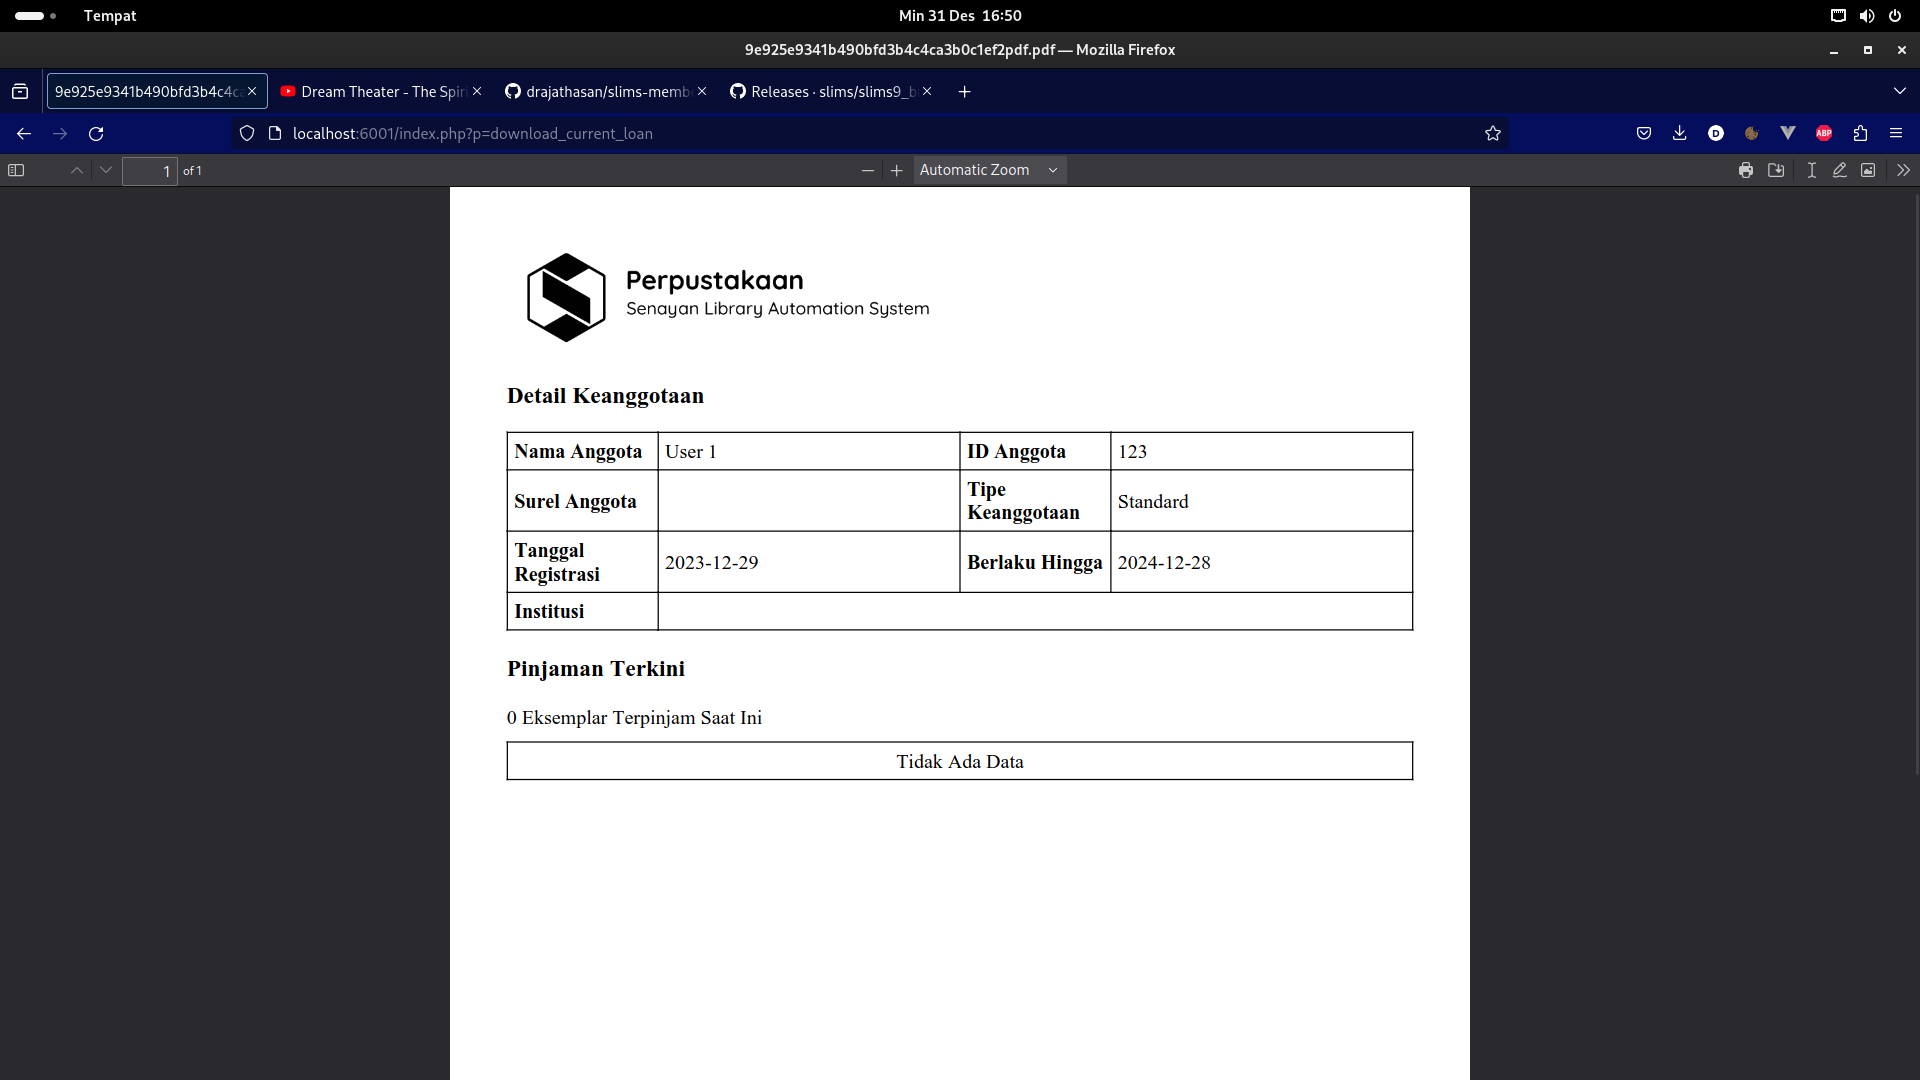 Tempat
Min 31 Des 16:50
9e925e9341b490bfd3b4c4ca3b0c1ef2pdf.pdf — Mozilla Firefox
9e925e9341b490bfd3b4c4c
Dream Theater - The Spiri
drajathasan/slims-memb
Releases · slims/slims9_b
localhost:6001/index.php?p=download_current_loan
D
ABP
1
of 1
Automatic Zoom
Perpustakaan
Senayan Library Automation System
Detail Keanggotaan
Nama Anggota User 1 ID Anggota 123
Surel Anggota Tipe Keanggotaan Standard
Tanggal Registrasi 2023-12-29 Berlaku Hingga 2024-12-28
Institusi
Pinjaman Terkini
0 Eksemplar Terpinjam Saat Ini
Tidak Ada Data